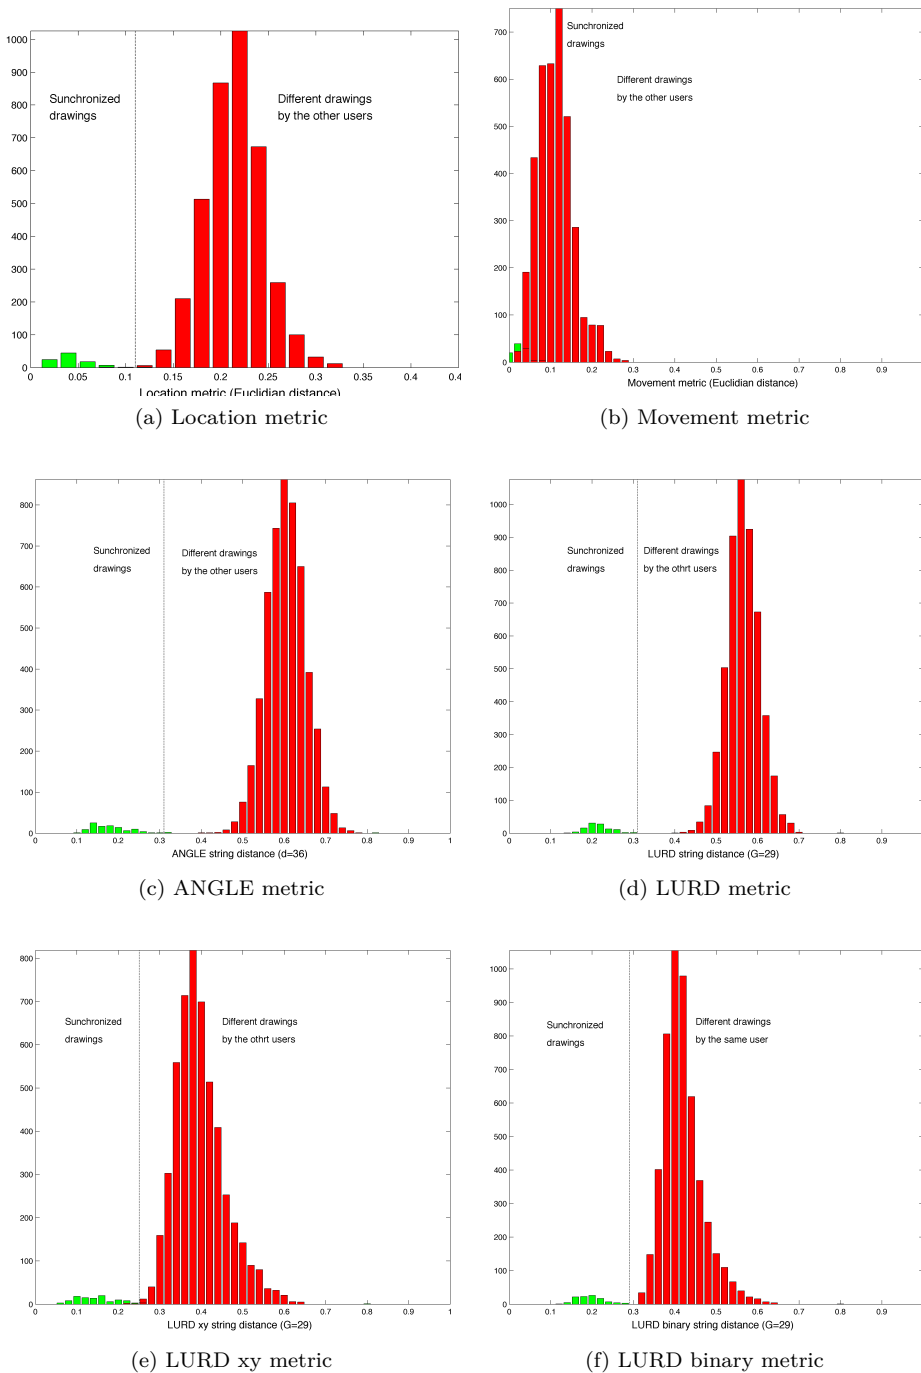 1000
900
800
700
600
500
400
300
200
100
0
Sunchronized
drawings
Different drawings
by the other users
0 0.05 0.1 0.15 0.2 0.25 0.3 0.35 0.4 0.4
Location metric (Euclidian distance)
(a) Location metric
700
600
500
400
300
200
100
0
Sunchronized
drawings
Different drawings
by the other users
0 0.1 0.2 0.3 0.4 0.5 0.6 0.7 0.8 0.9
Movement metric (Euclidian distance)
(b) Movement metric
800
700
600
500
400
300
200
100
0
Sunchronized
drawings
Different drawings
by the other users
0 0.1 0.2 0.3 0.4 0.5 0.6 0.7 0.8 0.9 1
ANGLE string distance (d=36)
(c) ANGLE metric
1000
900
800
700
600
500
400
300
200
100
0
Sunchronized
drawings
Different drawings
by the othrt users
0 0.1 0.2 0.3 0.4 0.5 0.6 0.7 0.8 0.9
LURD string distance (G=29)
(d) LURD metric
800
700
600
500
400
300
200
100
0
Sunchronized
drawings
Different drawings
by the othrt users
0 0.1 0.2 0.3 0.4 0.5 0.6 0.7 0.8 0.9 1
LURD xy string distance (G=29)
(e) LURD xy metric
1000
900
800
700
600
500
400
300
200
100
0
Sunchronized
drawings
Different drawings
by the same user
0 0.1 0.2 0.3 0.4 0.5 0.6 0.7 0.8 0.9
LURD binary string distance (G=29)
(f) LURD binary metric